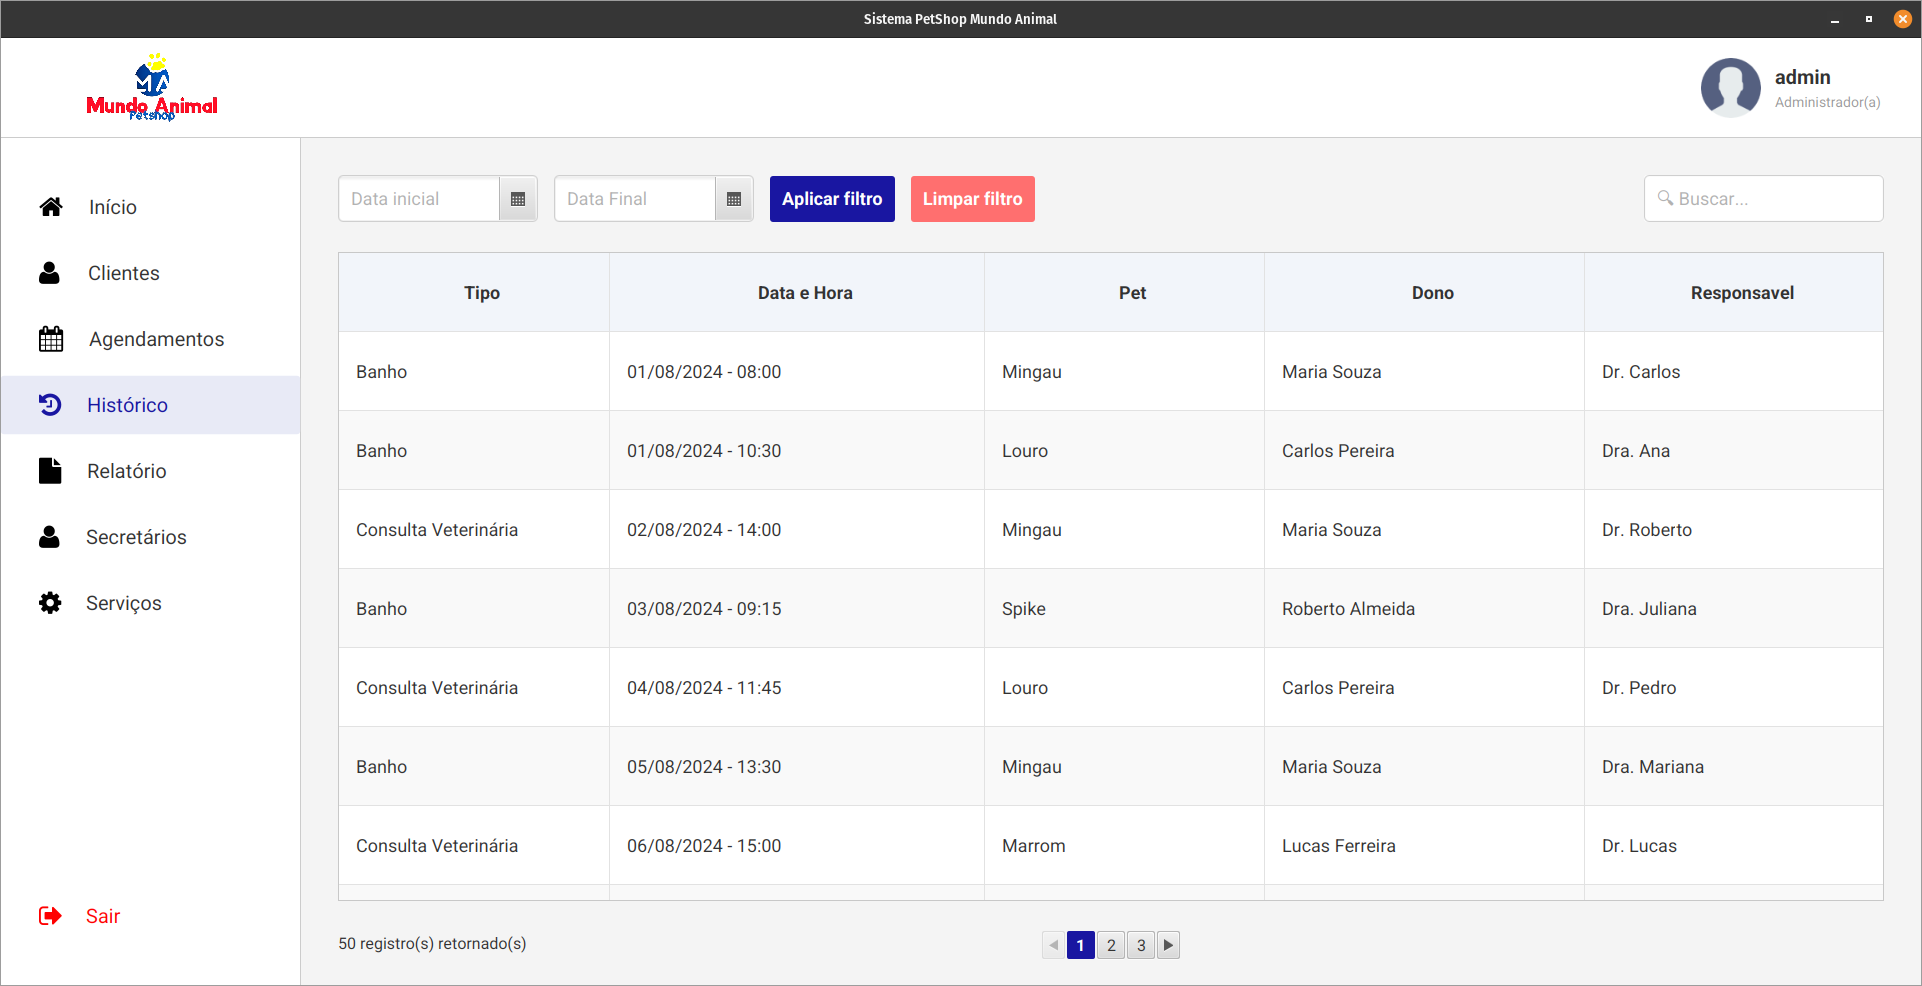 Sistema PetShop Mundo Animal
MA
Mundo Animal
Petshop
admin
Administrador(a)
Início
Clientes
Agendamentos
Histórico
Relatório
Secretários
Serviços
Sair
Data inicial
Data Final
Aplicar filtro
Limpar filtro
Buscar...
Tipo Data e Hora Pet Dono Responsavel
Banho 01/08/2024 - 08:00 Mingau Maria Souza Dr. Carlos
Banho 01/08/2024 - 10:30 Louro Carlos Pereira Dra. Ana
Consulta Veterinária 02/08/2024 - 14:00 Mingau Maria Souza Dr. Roberto
Banho 03/08/2024 - 09:15 Spike Roberto Almeida Dra. Juliana
Consulta Veterinária 04/08/2024 - 11:45 Louro Carlos Pereira Dr. Pedro
Banho 05/08/2024 - 13:30 Mingau Maria Souza Dra. Mariana
Consulta Veterinária 06/08/2024 - 15:00 Marrom Lucas Ferreira Dr. Lucas
50 registro(s) retornado(s)
1 2 3